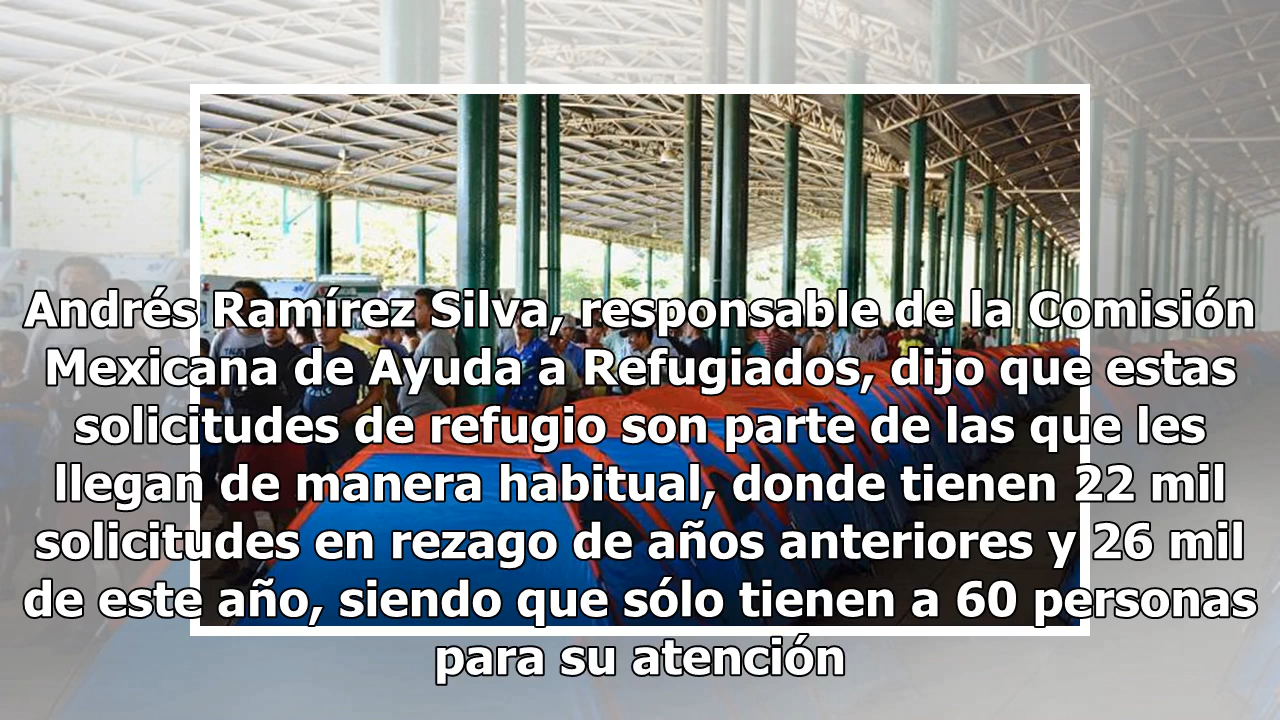 Andrés Ramírez Silva, responsable de la Comisión
Mexicana de Ayuda a Refugiados, dijo que estas
solicitudes de refugio son parte de las que les
llegan de manera habitual, donde tienen 22 mil
solicitudes en rezago de años anteriores y 26 mil
de este año, siendo que sólo tienen a 60 personas
para su atención